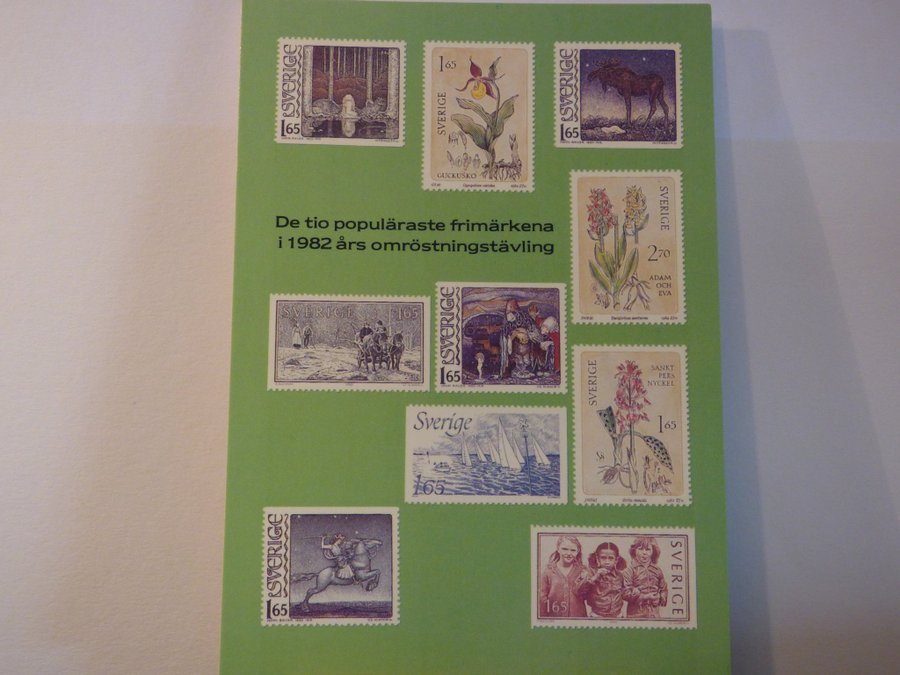 SVERIGE
1.65
1.65
SVERIGE
GUCKUSKO
SVERIGE
1.65
De tio populäraste frimärkena
i 1982 års omröstningstävling
SVERIGE
2.70
ADAM
OCH
EVA
SVERIGE 1.65
SVERIGE
1.65
SVERIGE
SANKT
PERS
NYCKEL
1.65
Sverige
1.65
SVERIGE
1.65
SVERIGE
1.65